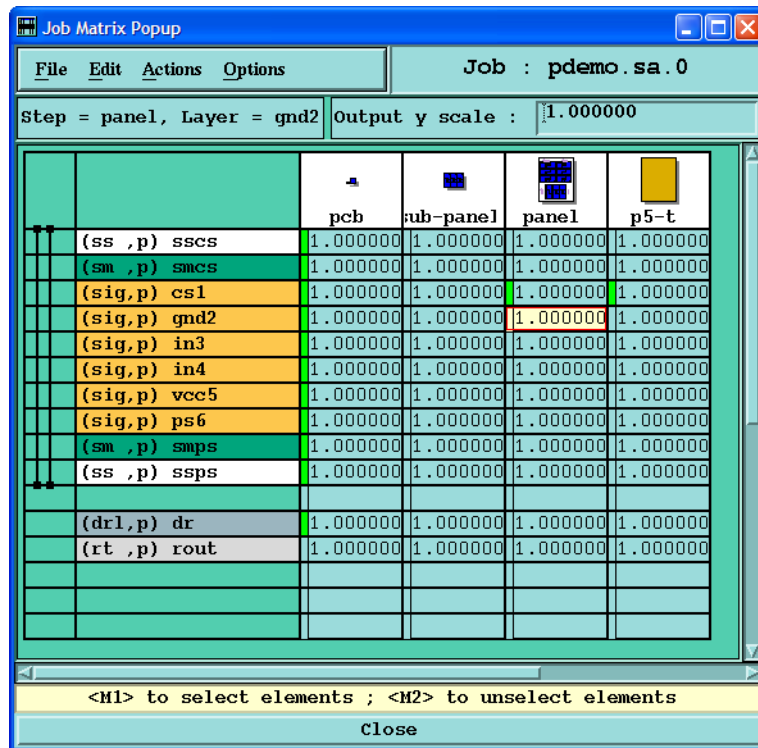 Job Matrix Popup
File Edit Actions Options
Job : pdemo.sa.0
Step = panel, Layer = gnd2
Output y scale : 1.000000
pcb sub-panel panel p5-t
(ss ,p) sscs 1.000000 1.000000 1.000000 1.000000
(sm ,p) smcs 1.000000 1.000000 1.000000 1.000000
(sig,p) cs1 1.000000 1.000000 1.000000 1.000000
(sig,p) gnd2 1.000000 1.000000 1.000000 1.000000
(sig,p) in3 1.000000 1.000000 1.000000 1.000000
(sig,p) in4 1.000000 1.000000 1.000000 1.000000
(sig,p) vcc5 1.000000 1.000000 1.000000 1.000000
(sig,p) ps6 1.000000 1.000000 1.000000 1.000000
(sm ,p) smps 1.000000 1.000000 1.000000 1.000000
(ss ,p) ssps 1.000000 1.000000 1.000000 1.000000
(drl,p) dr 1.000000 1.000000 1.000000 1.000000
(rt ,p) rout 1.000000 1.000000 1.000000 1.000000
<M1> to select elements ; <M2> to unselect elements
Close